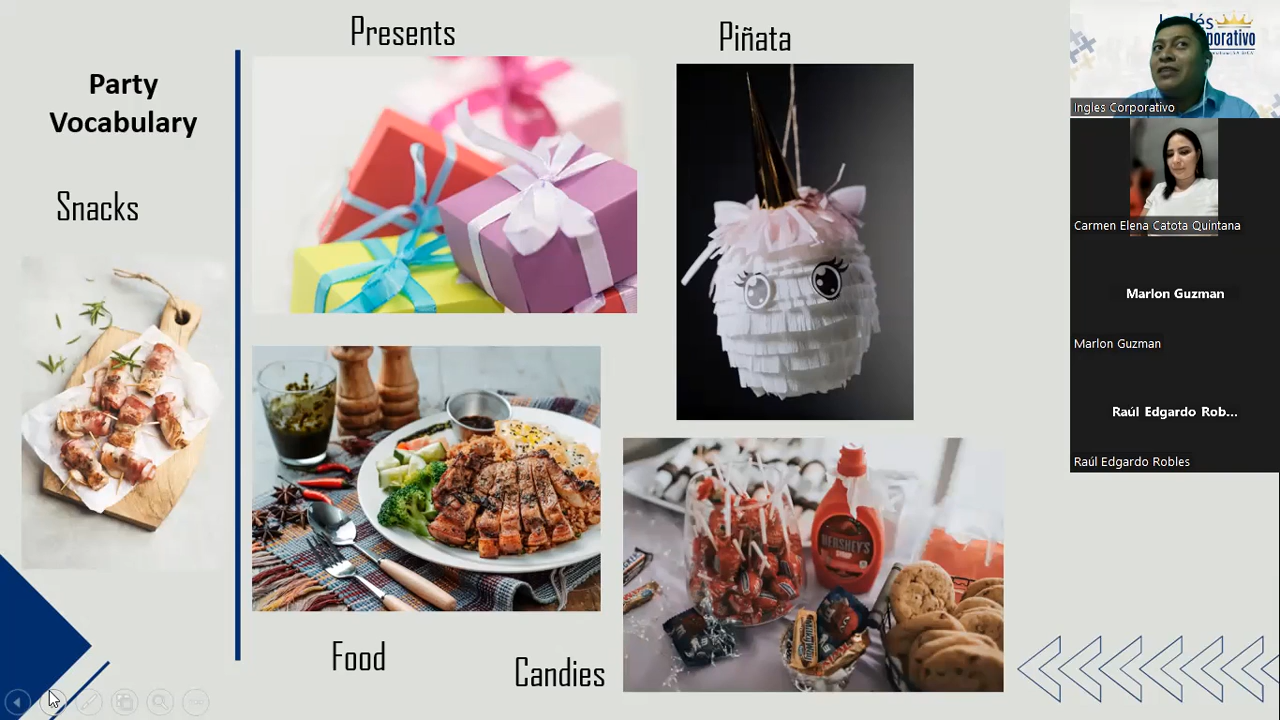 Presents
Piñata
Party
Vocabulary
Snacks
HERSHEY'S
SYRUP
Food
Candies
Inglés
Ingles Corporativo
Carmen Elena Catota Quintana
Marlon Guzman
Marlon Guzman
Raúl Edgardo Rob...
Raúl Edgardo Robles